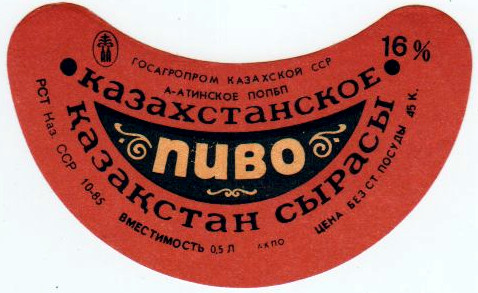 ГОСАГРОПРОМ КАЗАХСКОЙ ССР
А-АТИНСКОЕ ПОПБП
16%
КАЗАХСТАНСКОЕ
ПИВО
ҚАЗАҚСТАН СЫРАСЫ
РСТ Каз. ССР 10-85
ВМЕСТИМОСТЬ 0,5 Л
АКПО
ЦЕНА БЕЗ СТ. ПОСУДЫ 45 К.